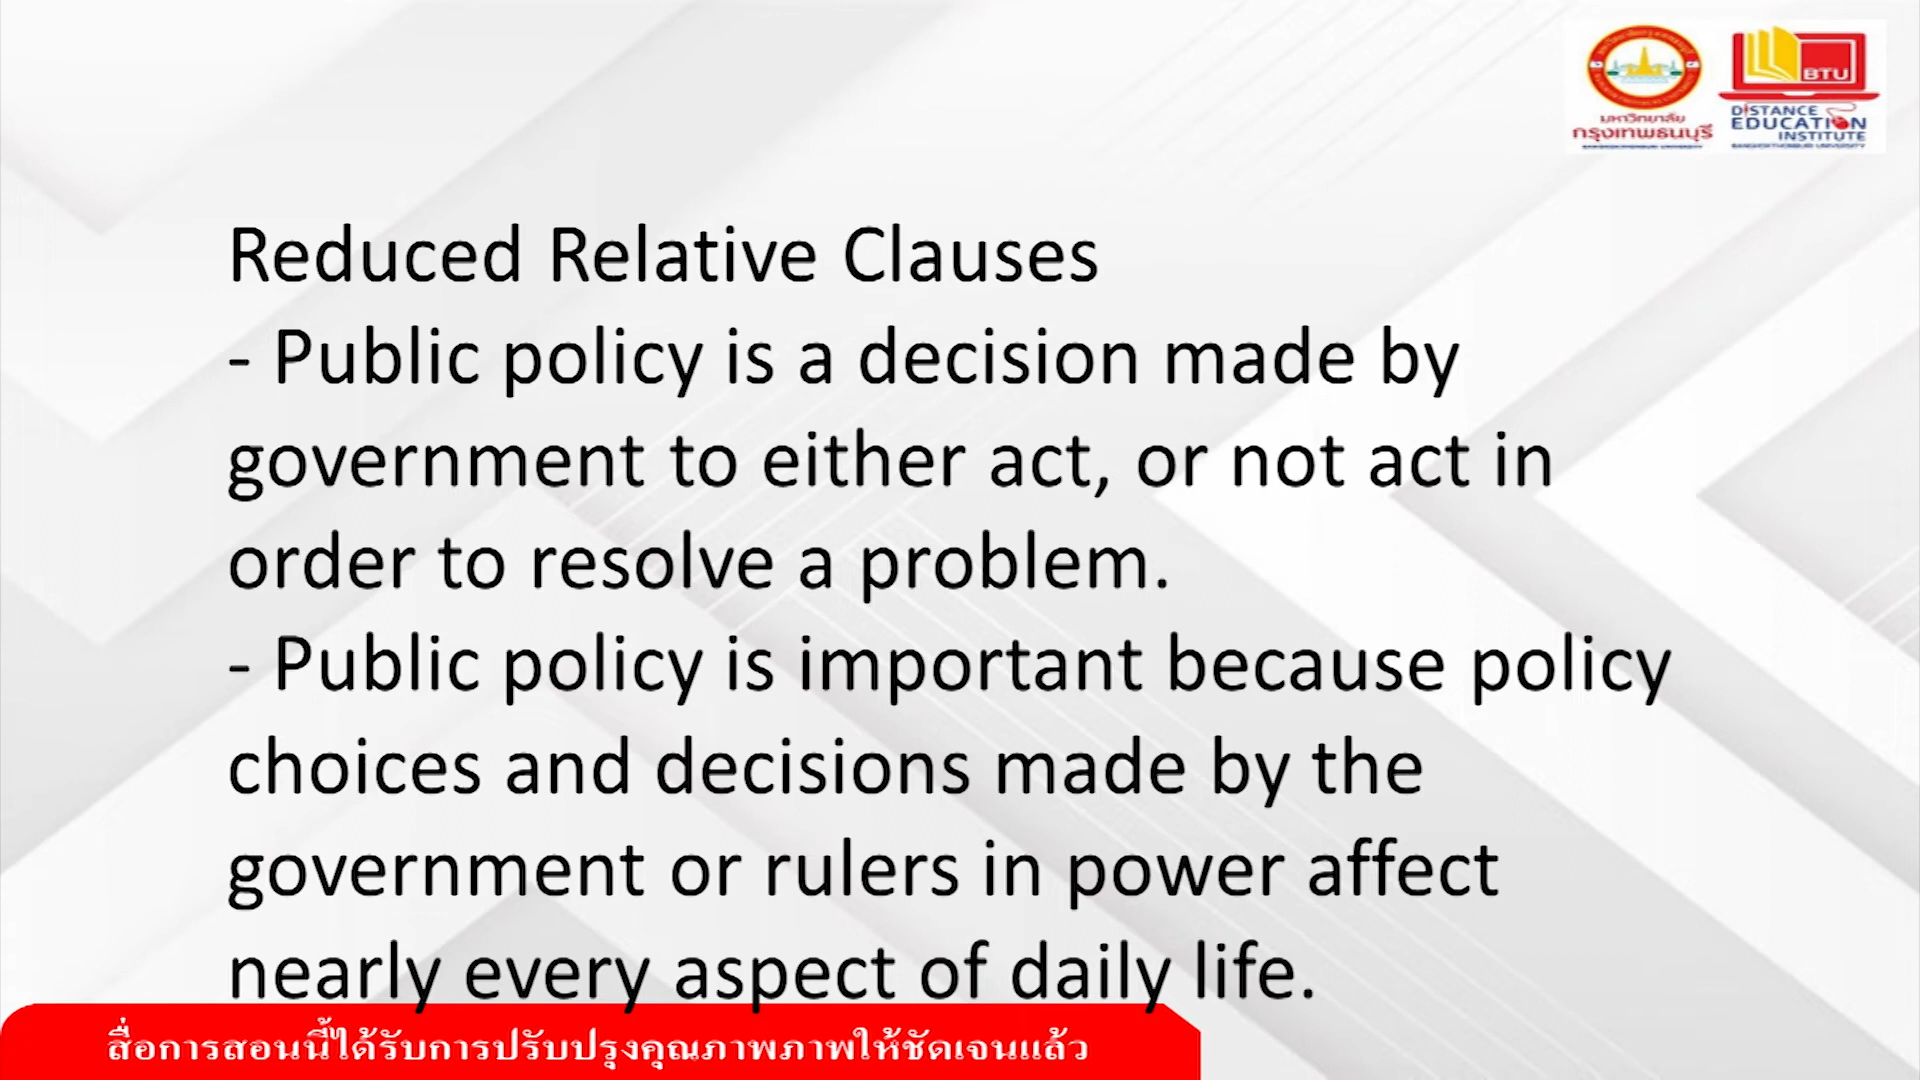 BTU
DISTANCE
EDUCATION
INSTITUTE
BANGKOKTHONBURI UNIVERSITY
มหาวิทยาลัย
กรุงเทพธนบุรี
Reduced Relative Clauses
- Public policy is a decision made by
government to either act, or not act in
order to resolve a problem.
- Public policy is important because policy
choices and decisions made by the
government or rulers in power affect
nearly every aspect of daily life.
สื่อการสอนนี้ได้รับการปรับปรุงคุณภาพภาพให้ชัดเจนแล้ว